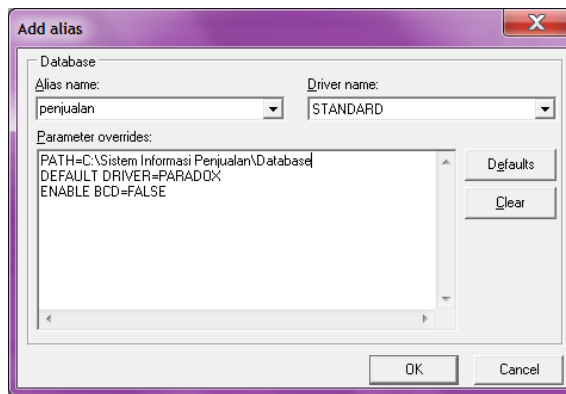 Add alias
Database
Alias name:
Driver name:
penjualan
STANDARD
Parameter overrides:
PATH=C:\Sistem Informasi Penjualan\Database
DEFAULT DRIVER=PARADOX
ENABLE BCD=FALSE
Defaults
Clear
OK
Cancel